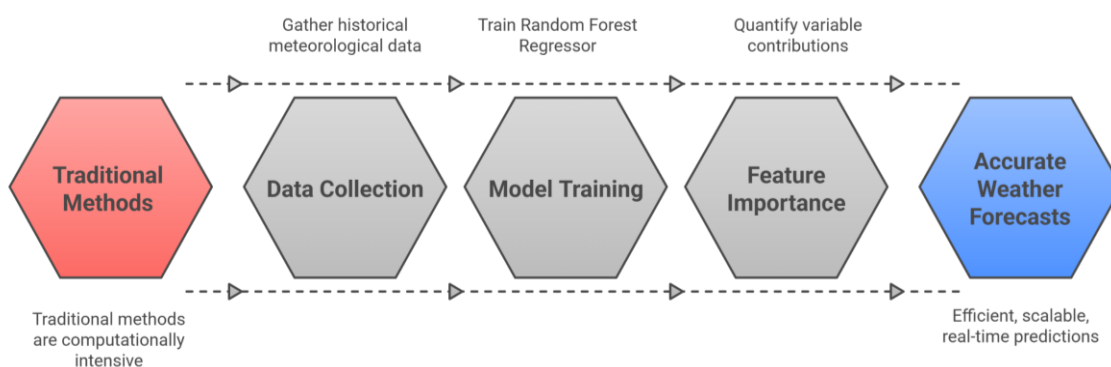 Gather historical
meteorological data
Train Random Forest
Regressor
Quantify variable
contributions
Traditional
Methods
Data Collection
Model Training
Feature
Importance
Accurate
Weather
Forecasts
Traditional methods
are computationally
intensive
Efficient, scalable,
real-time predictions